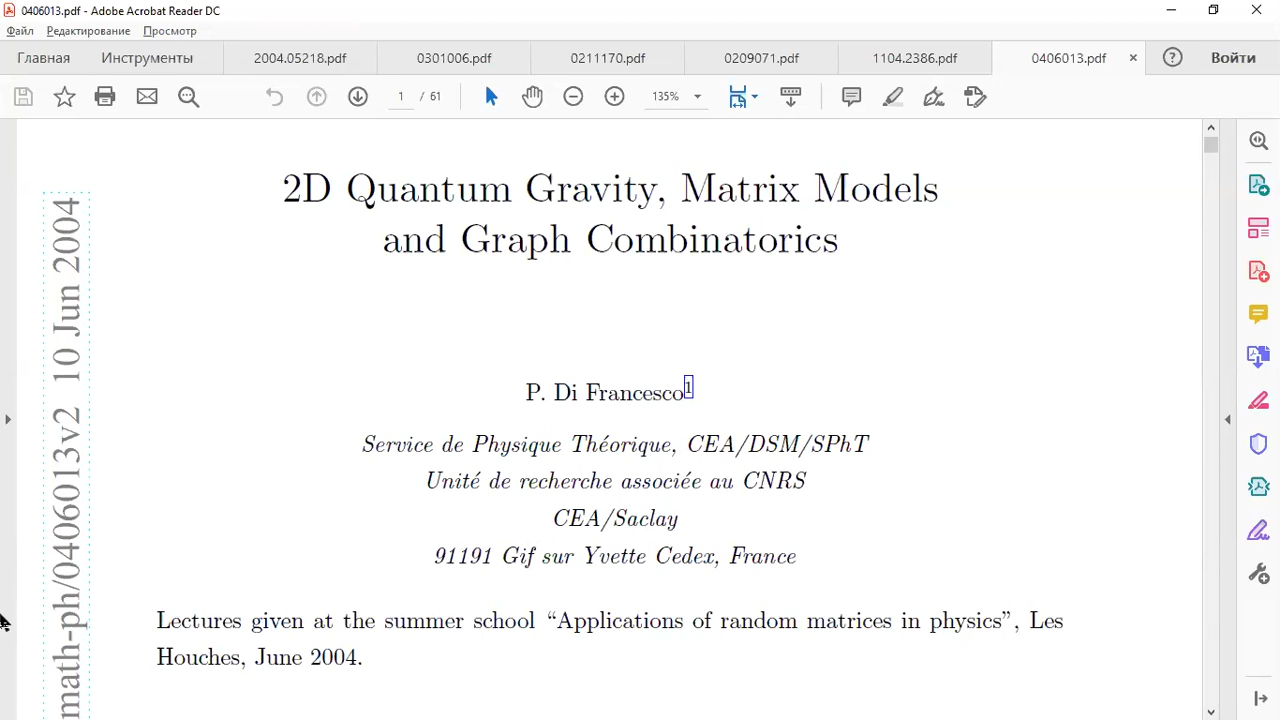 0406013.pdf - Adobe Acrobat Reader DC
Файл Редактирование Просмотр
Главная Инструменты 2004.05218.pdf 0301006.pdf 0211170.pdf 0209071.pdf 1104.2386.pdf 0406013.pdf × Войти
1 / 61 135%
2D Quantum Gravity, Matrix Models
and Graph Combinatorics
P. Di Francesco1
Service de Physique Théorique, CEA/DSM/SPhT
Unité de recherche associée au CNRS
CEA/Saclay
91191 Gif sur Yvette Cedex, France
Lectures given at the summer school “Applications of random matrices in physics”, Les
Houches, June 2004.
math-ph/0406013v2 10 Jun 2004